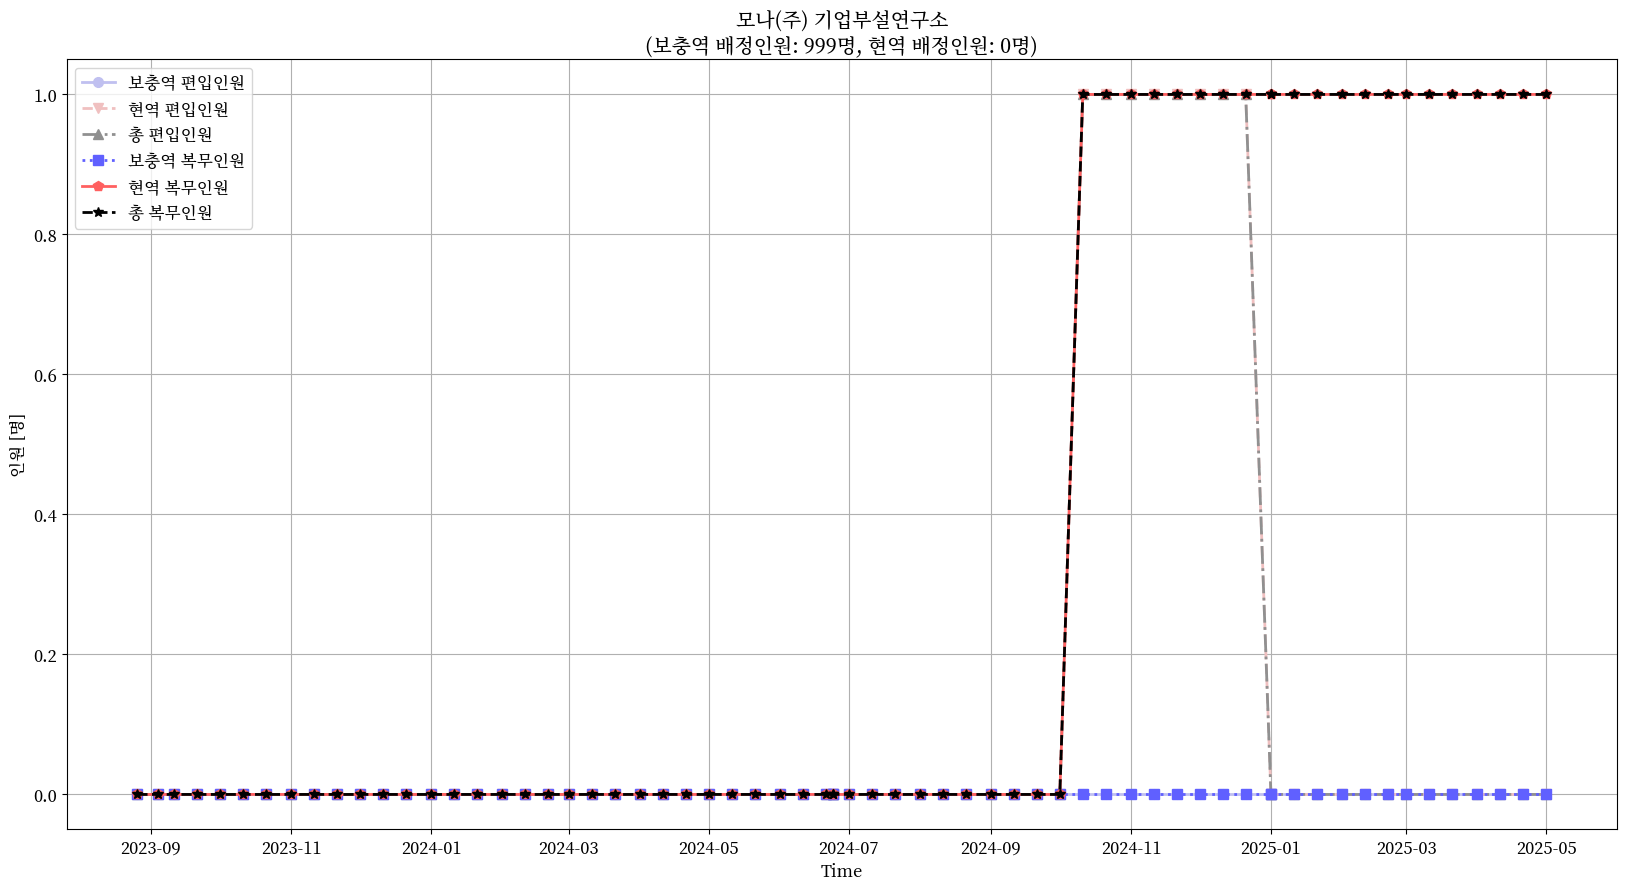 모나(주) 기업부설연구소
(보충역 배정인원: 999명, 현역 배정인원: 0명)
보충역 편입인원
현역 편입인원
총 편입인원
보충역 복무인원
현역 복무인원
총 복무인원
1.0
0.8
0.6
0.4
0.2
0.0
인원 [명]
2023-09
2023-11
2024-01
2024-03
2024-05
2024-07
2024-09
2024-11
2025-01
2025-03
2025-05
Time